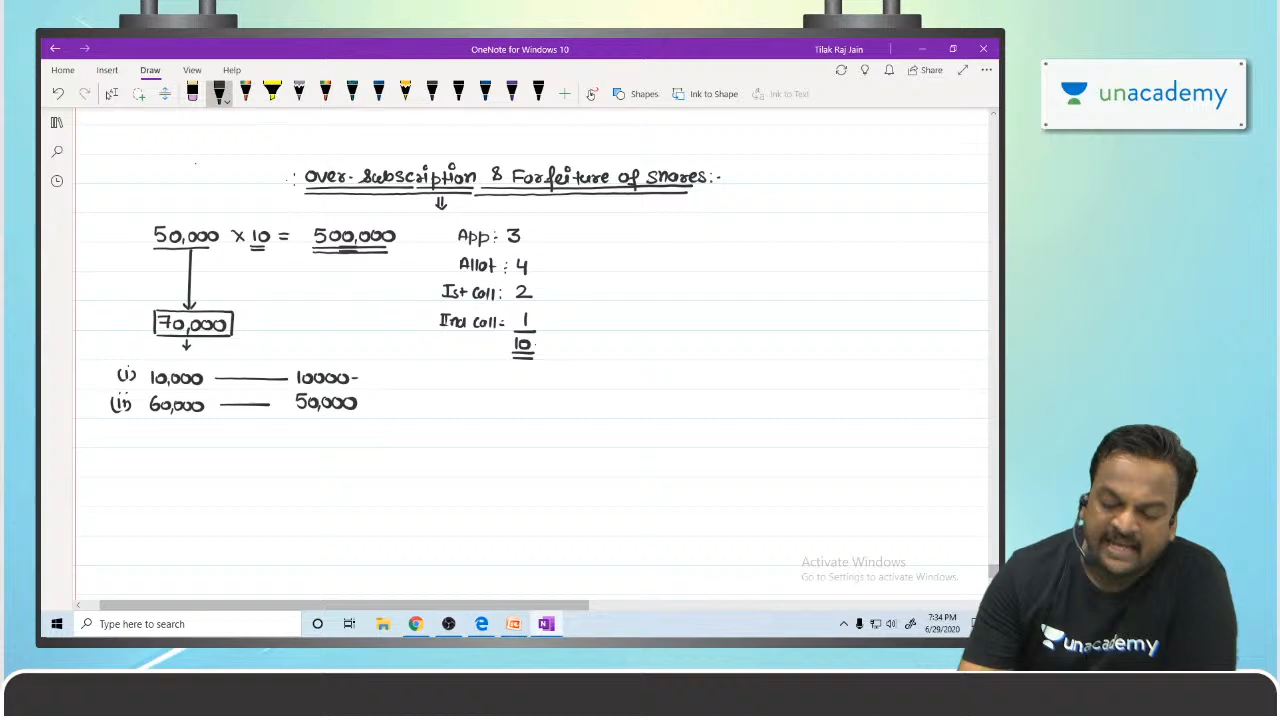 OneNote for Windows 10
Tilak Raj Jain
Home Insert Draw View Help
Share
Shapes
Ink to Shape
Ink to Text
unacademy
Over-Subscription & Forfeiture of Shares:-
50,000 × 10 = 500,000
App: 3
Allot: 4
Ist call: 2
IInd call= 1
10
70,000
(i) 10,000 —— 10000-
(ii) 60,000 —— 50,000
Activate Windows
Go to Settings to activate Windows.
Type here to search
7:34 PM
6/29/2020
unacademy